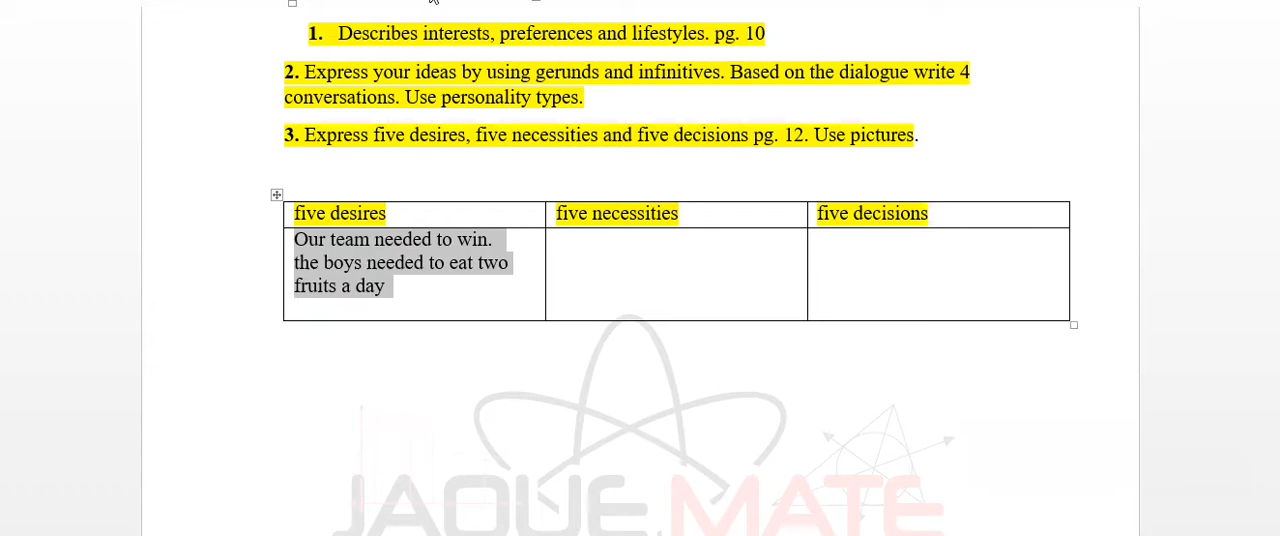 1. Describes interests, preferences and lifestyles. pg. 10
2. Express your ideas by using gerunds and infinitives. Based on the dialogue write 4
conversations. Use personality types.
3. Express five desires, five necessities and five decisions pg. 12. Use pictures.
five desires
five necessities
five decisions
Our team needed to win.
the boys needed to eat two
fruits a day
JAQUE MATE